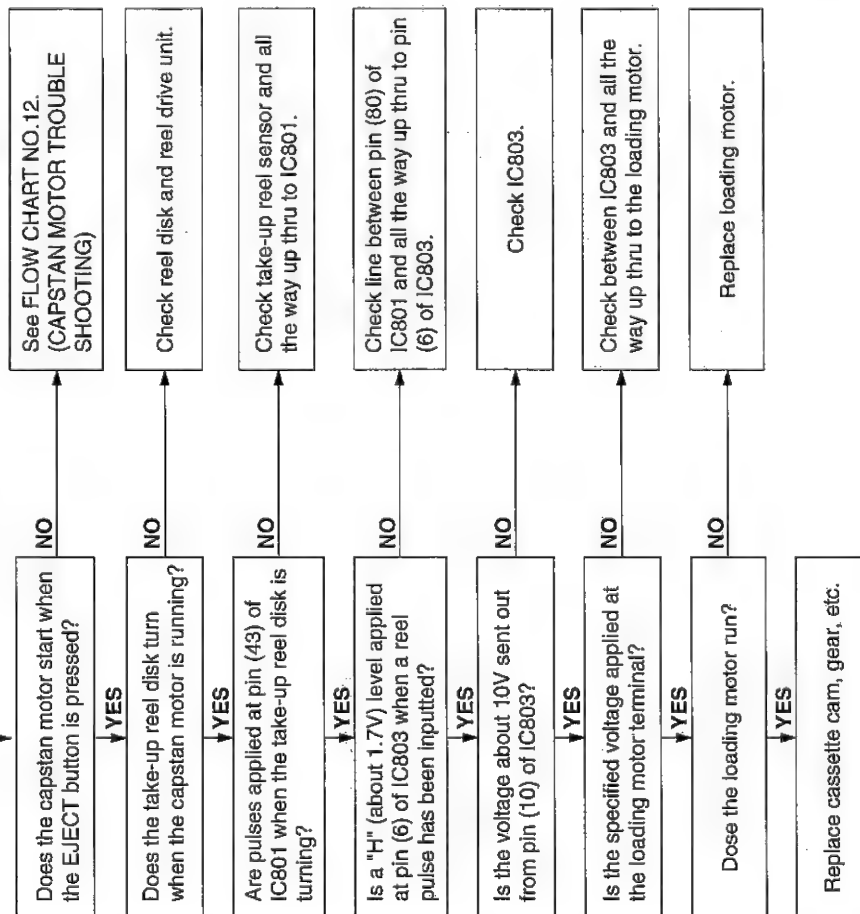 Does the capstan motor start when
the EJECT button is pressed?
NO
See FLOW CHART NO.12.
(CAPSTAN MOTOR TROUBLE
SHOOTING)
YES
Does the take-up reel disk turn
when the capstan motor is running?
NO
Check reel disk and reel drive unit.
YES
Are pulses applied at pin (43) of
IC801 when the take-up reel disk is
turning?
NO
Check take-up reel sensor and all
the way up thru to IC801.
YES
Is a "H" (about 1.7V) level applied
at pin (6) of IC803 when a reel
pulse has been inputted?
NO
Check line between pin (80) of
IC801 and all the way up thru to pin
(6) of IC803.
YES
Is the voltage about 10V sent out
from pin (10) of IC803?
NO
Check IC803.
YES
Is the specified voltage applied at
the loading motor terminal?
NO
Check between IC803 and all the
way up thru to the loading motor.
YES
Dose the loading motor run?
NO
Replace loading motor.
YES
Replace cassette cam, gear, etc.